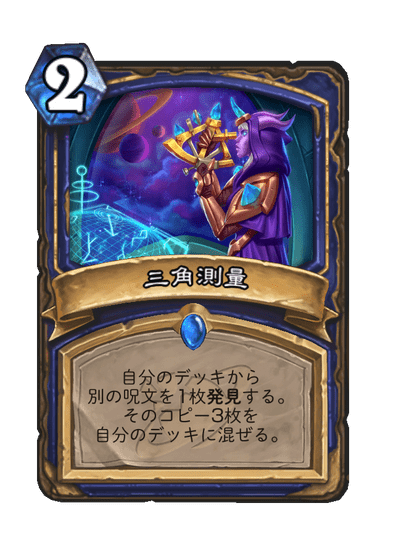 2
三角測量
自分のデッキから
別の呪文を1枚発見する。
そのコピー3枚を
自分のデッキに混ぜる。